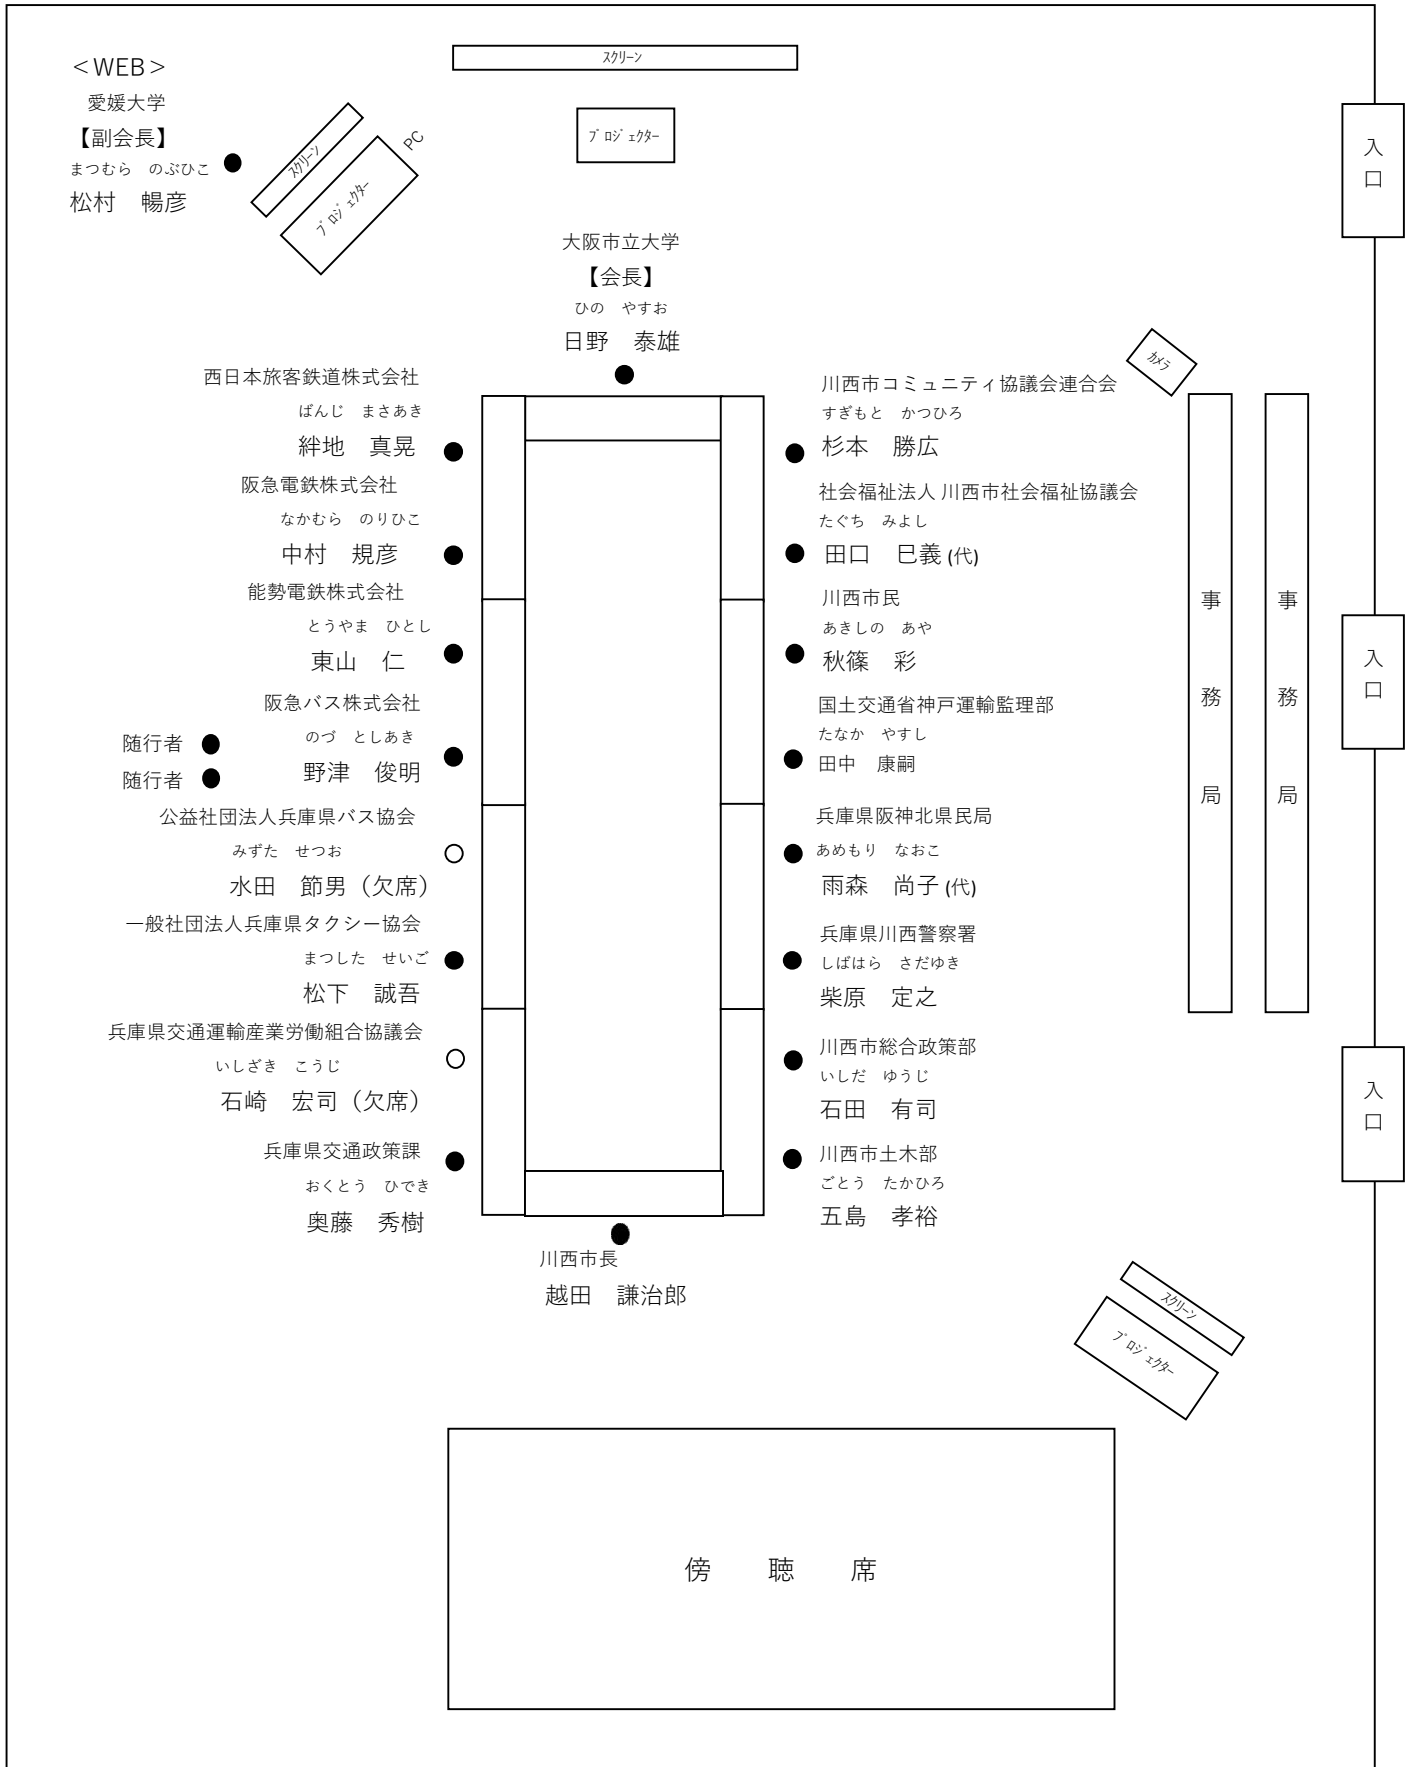 ＜WEB＞
愛媛大学
【副会長】
まつむら　のぶひこ
松村　暢彦
ｽｸﾘｰﾝ
ﾌﾟﾛｼﾞｪｸﾀｰ
PC
ｽｸﾘｰﾝ
ﾌﾟﾛｼﾞｪｸﾀｰ
大阪市立大学
【会長】
ひの　やすお
日野　泰雄
西日本旅客鉄道株式会社
ばんじ　まさあき
絆地　真晃
阪急電鉄株式会社
なかむら　のりひこ
中村　規彦
能勢電鉄株式会社
とうやま　ひとし
東山　仁
阪急バス株式会社
のづ　としあき
野津　俊明
随行者
随行者
公益社団法人兵庫県バス協会
みずた　せつお
水田　節男（欠席）
一般社団法人兵庫県タクシー協会
まつした　せいご
松下　誠吾
兵庫県交通運輸産業労働組合協議会
いしざき　こうじ
石崎　宏司（欠席）
兵庫県交通政策課
おくとう　ひでき
奥藤　秀樹
川西市長
越田　謙治郎
川西市コミュニティ協議会連合会
すぎもと　かつひろ
杉本　勝広
社会福祉法人 川西市社会福祉協議会
たぐち　みよし
田口　巳義 (代)
川西市民
あきしの　あや
秋篠　彩
国土交通省神戸運輸監理部
たなか　やすし
田中　康嗣
兵庫県阪神北県民局
あめもり　なおこ
雨森　尚子 (代)
兵庫県川西警察署
しばはら　さだゆき
柴原　定之
川西市総合政策部
いしだ　ゆうじ
石田　有司
川西市土木部
ごとう　たかひろ
五島　孝裕
ｶﾒﾗ
事務局
事務局
入口
入口
入口
ｽｸﾘｰﾝ
ﾌﾟﾛｼﾞｪｸﾀｰ
傍　聴　席